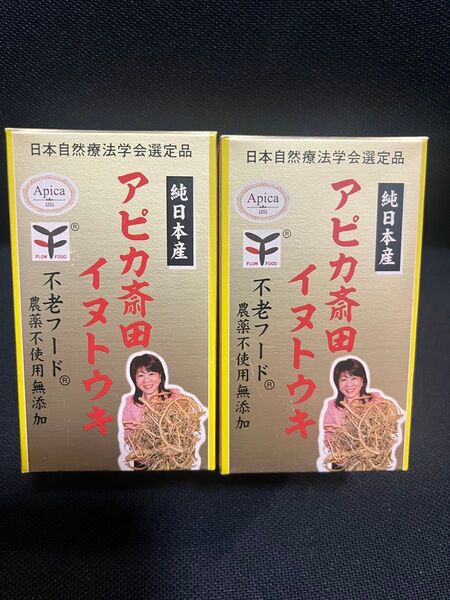 日本自然療法学会選定品
Apica
純日本産
アピカ斎田
イヌトウキ
FLOW FOOD
不老フード®
農薬不使用無添加
日本自然療法学会選定品
Apica
純日本産
アピカ斎田
イヌトウキ
FLOW FOOD
不老フード®
農薬不使用無添加